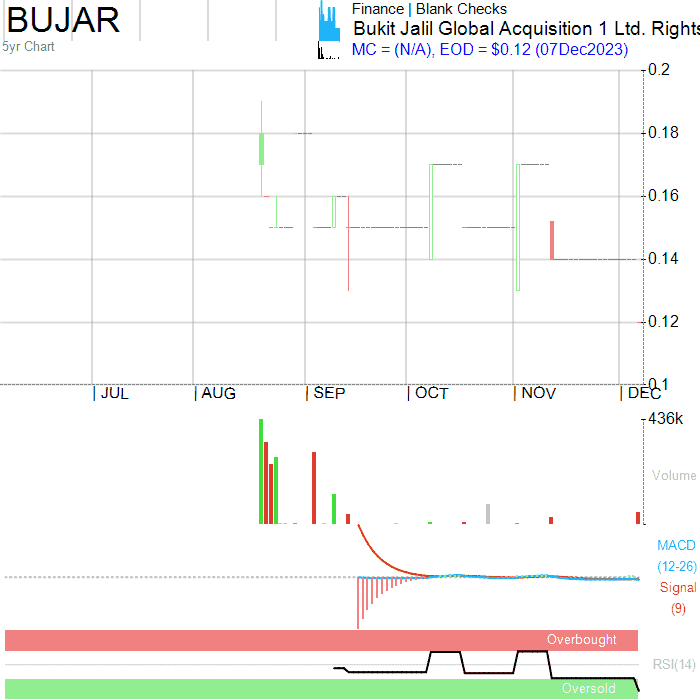 BUJAR
5yr Chart
Finance | Blank Checks
Bukit Jalil Global Acquisition 1 Ltd. Rights
MC = (N/A), EOD = $0.12 (07Dec2023)
0.2
0.18
0.16
0.15
0.14
0.12
0.1
JUL
AUG
SEP
OCT
NOV
DEC
436k
Volume
MACD
(12-26)
Signal
(9)
Overbought
RSI(14)
Oversold